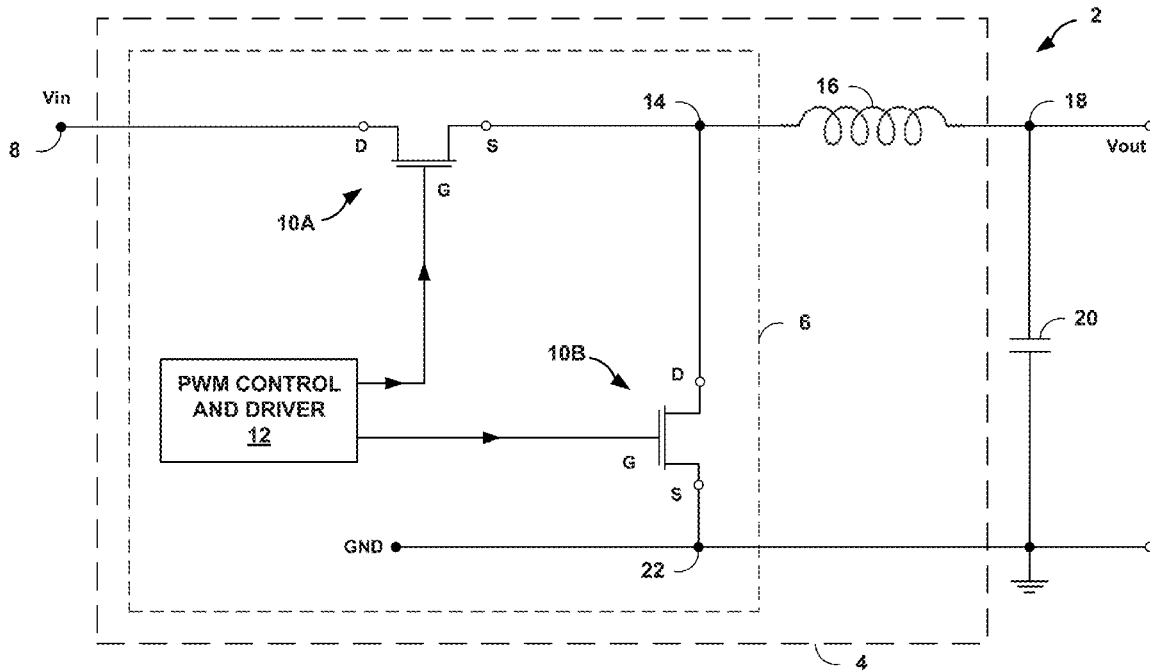 2
Vin
14
16
18
8
D
S
Vout
G
10A
6
20
10B
D
PWM CONTROL
AND DRIVER
12
G
S
GND
22
4